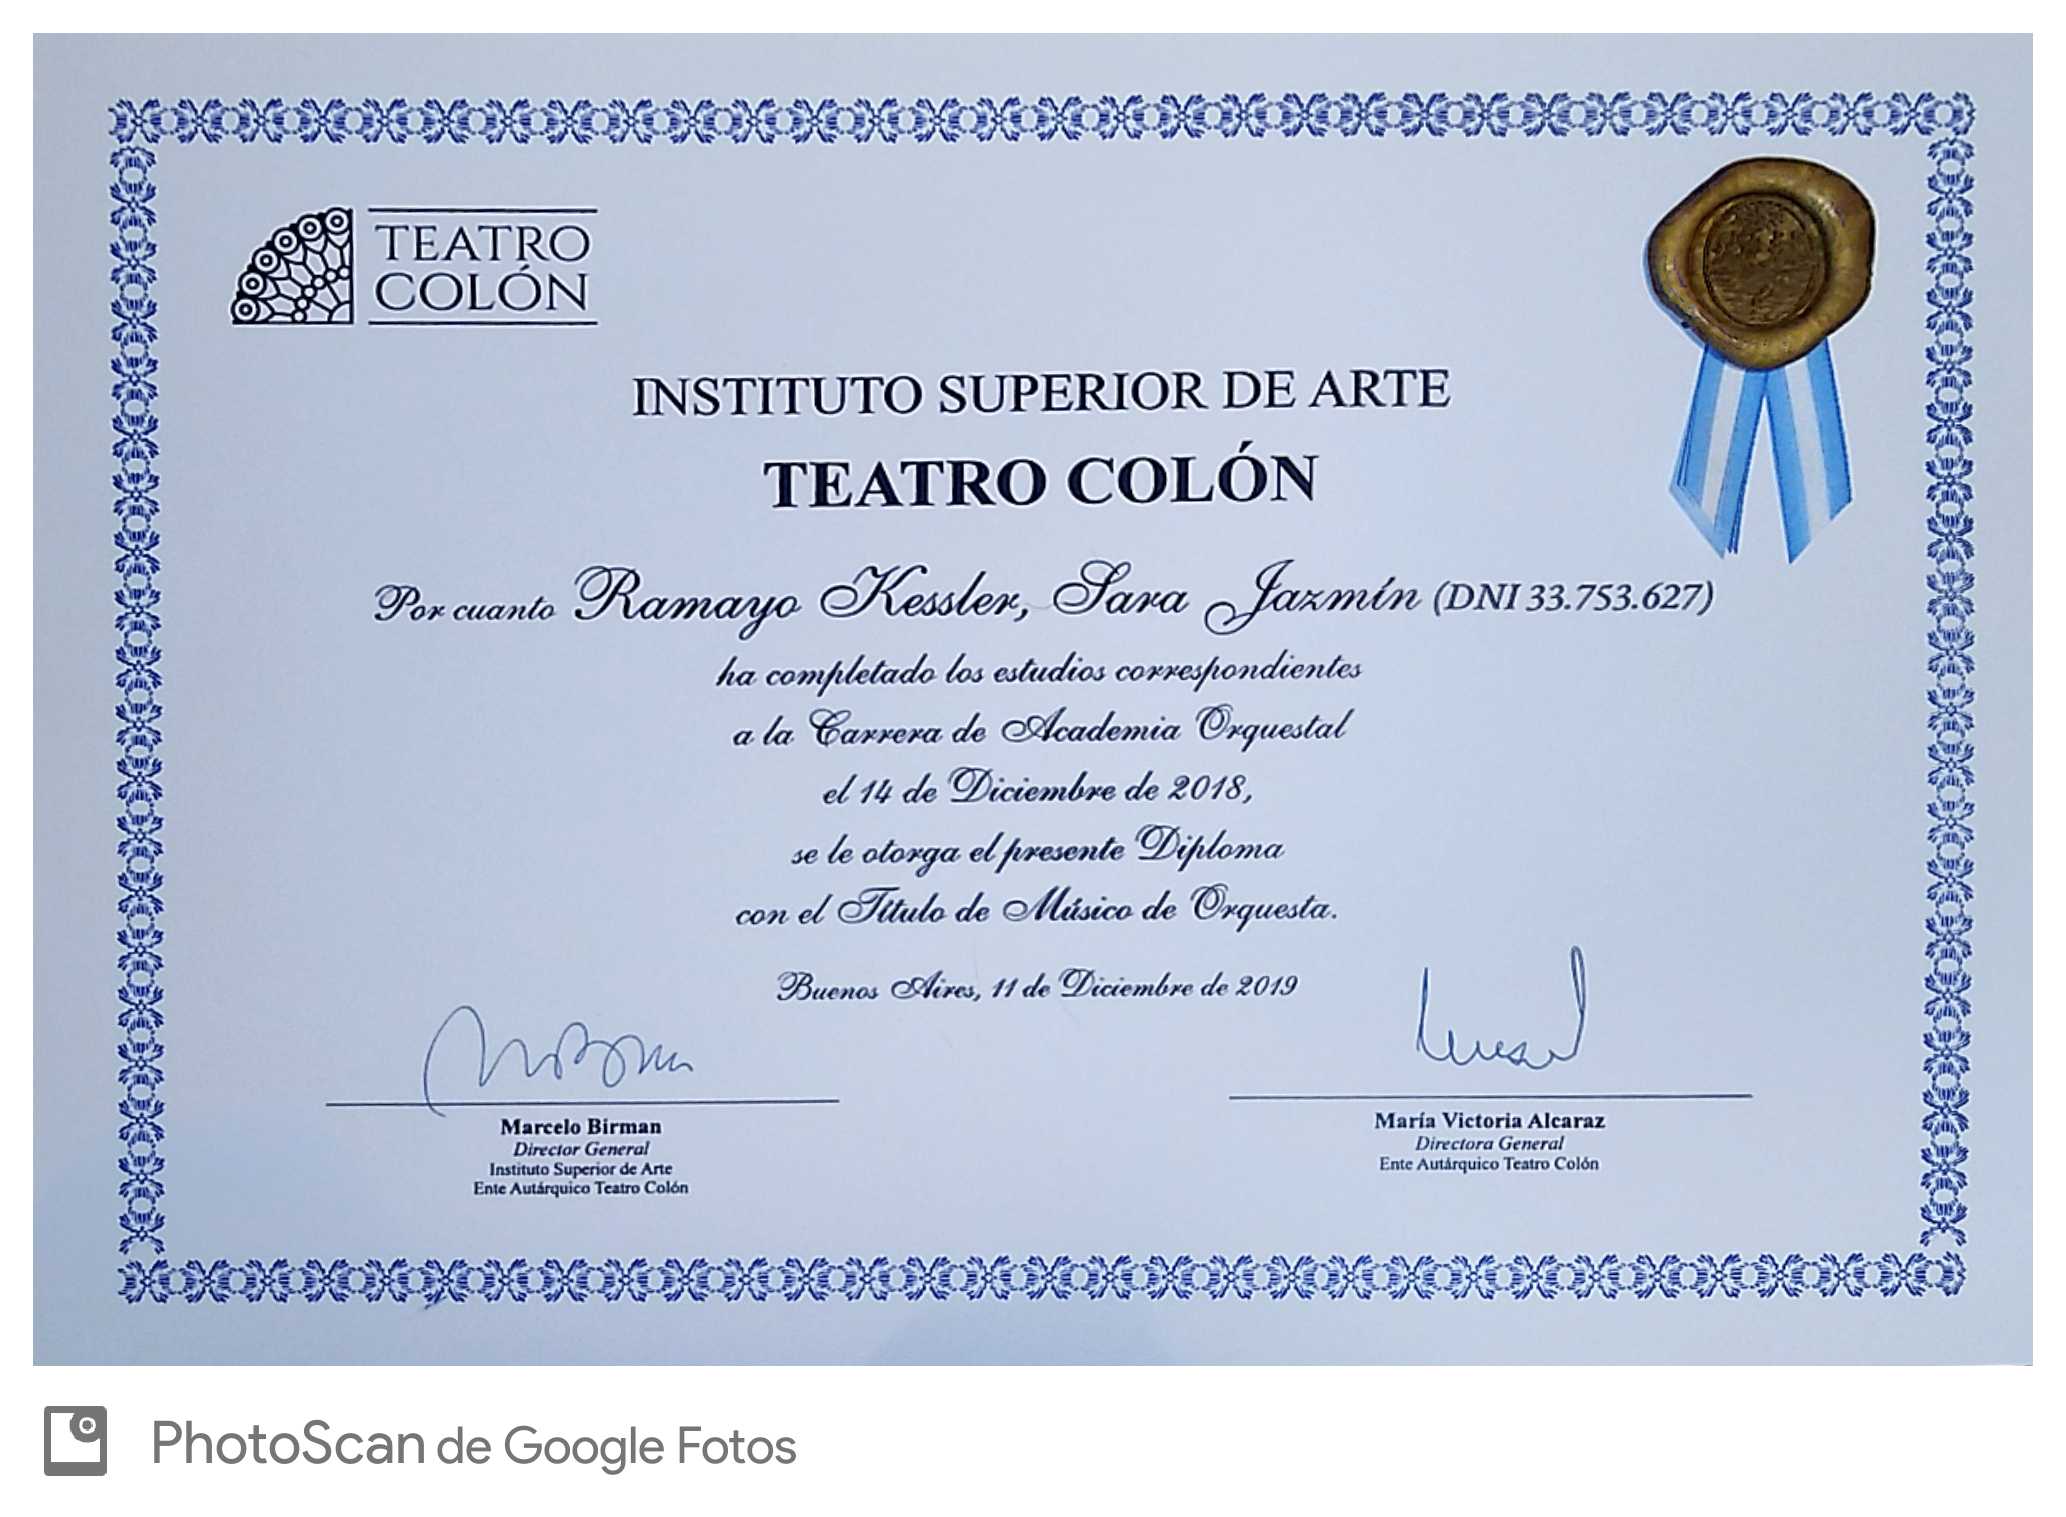 TEATRO
COLÓN
INSTITUTO SUPERIOR DE ARTE
TEATRO COLÓN
Por cuanto Ramayo Kessler, Sara Jazmín (DNI 33.753.627)
ha completado los estudios correspondientes
a la Carrera de Academia Orquestal
el 14 de Diciembre de 2018,
se le otorga el presente Diploma
con el Título de Músico de Orquesta.
Buenos Aires, 11 de Diciembre de 2019
Marcelo Birman
Director General
Instituto Superior de Arte
Ente Autárquico Teatro Colón
María Victoria Alcaraz
Directora General
Ente Autárquico Teatro Colón
PhotoScan de Google Fotos